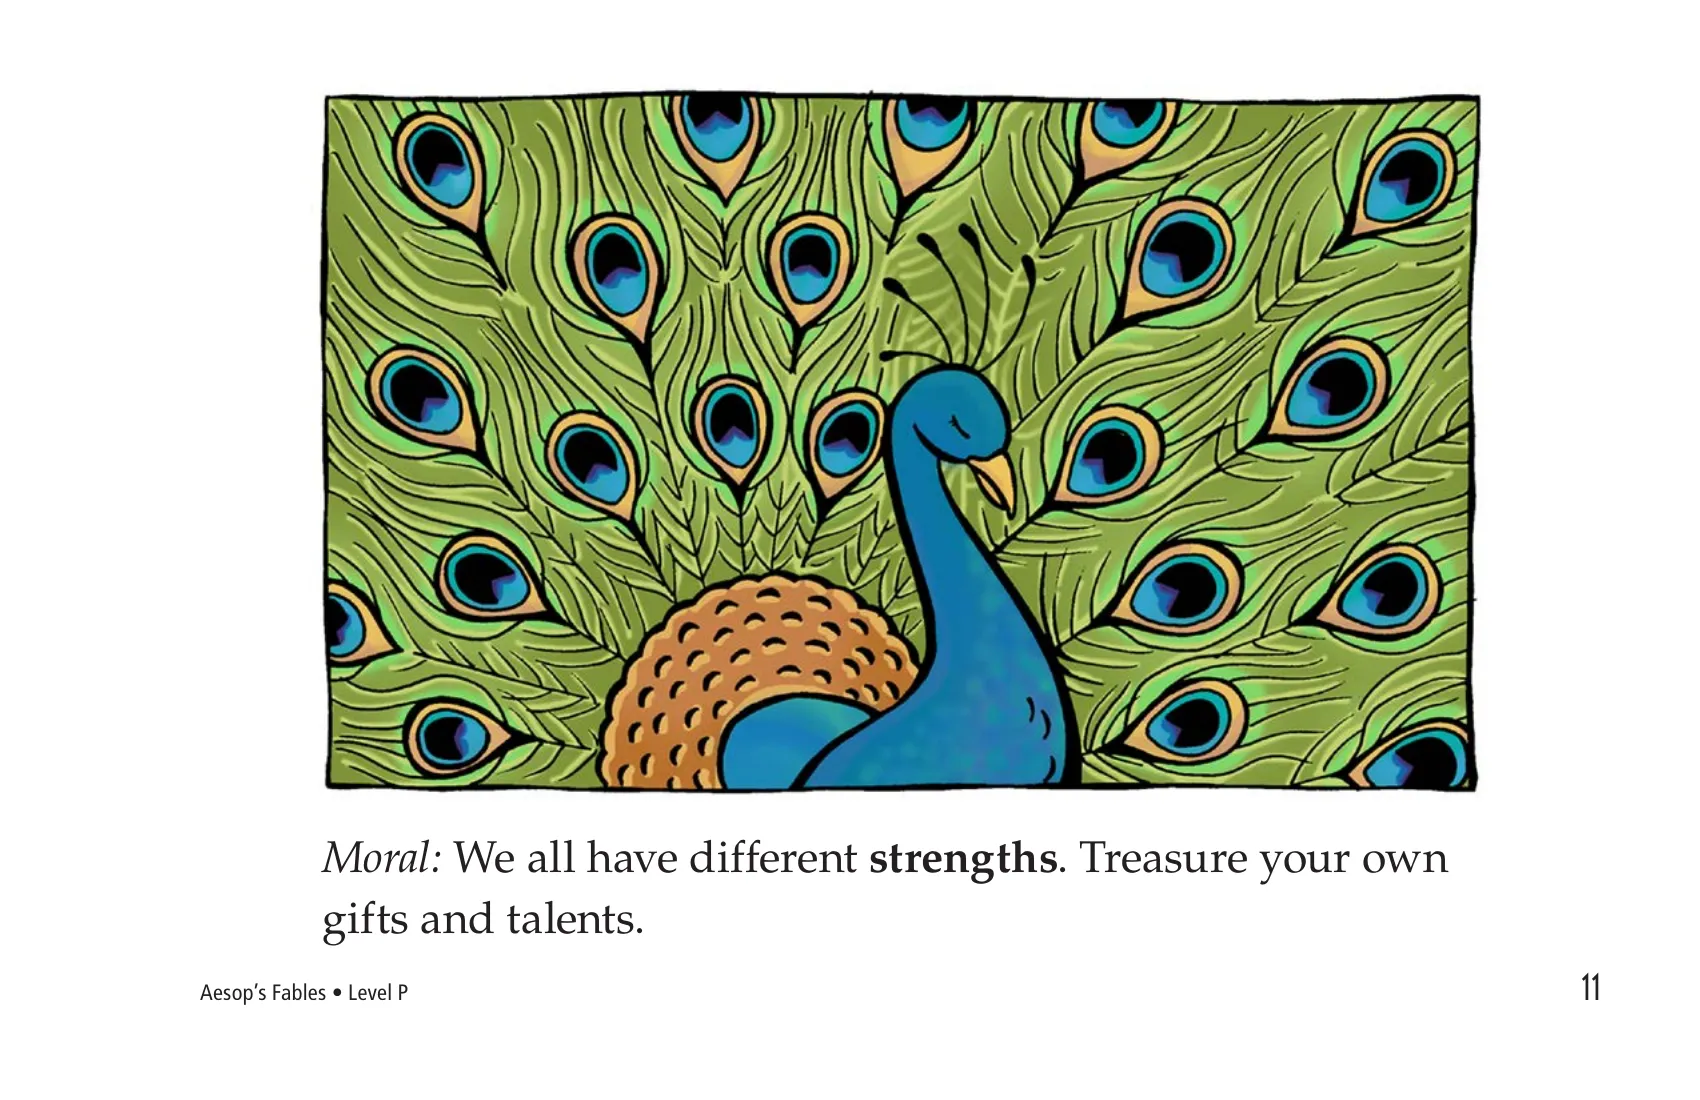 Moral: We all have different strengths. Treasure your own
gifts and talents.
Aesop’s Fables • Level P
11